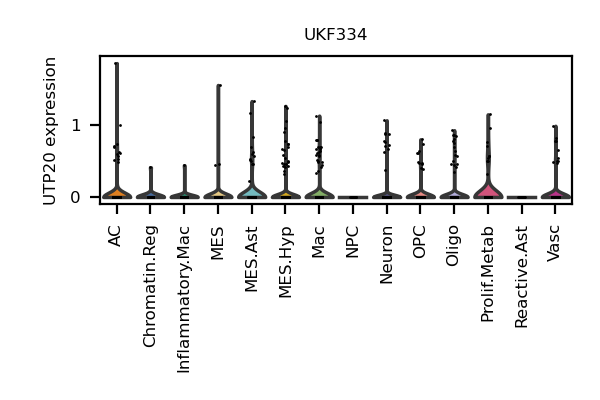 UKF334
UTP20 expression
1
0
AC
Chromatin.Reg
Inflammatory.Mac
MES
MES.Ast
MES.Hyp
Mac
NPC
Neuron
OPC
Oligo
Prolif.Metab
Reactive.Ast
Vasc